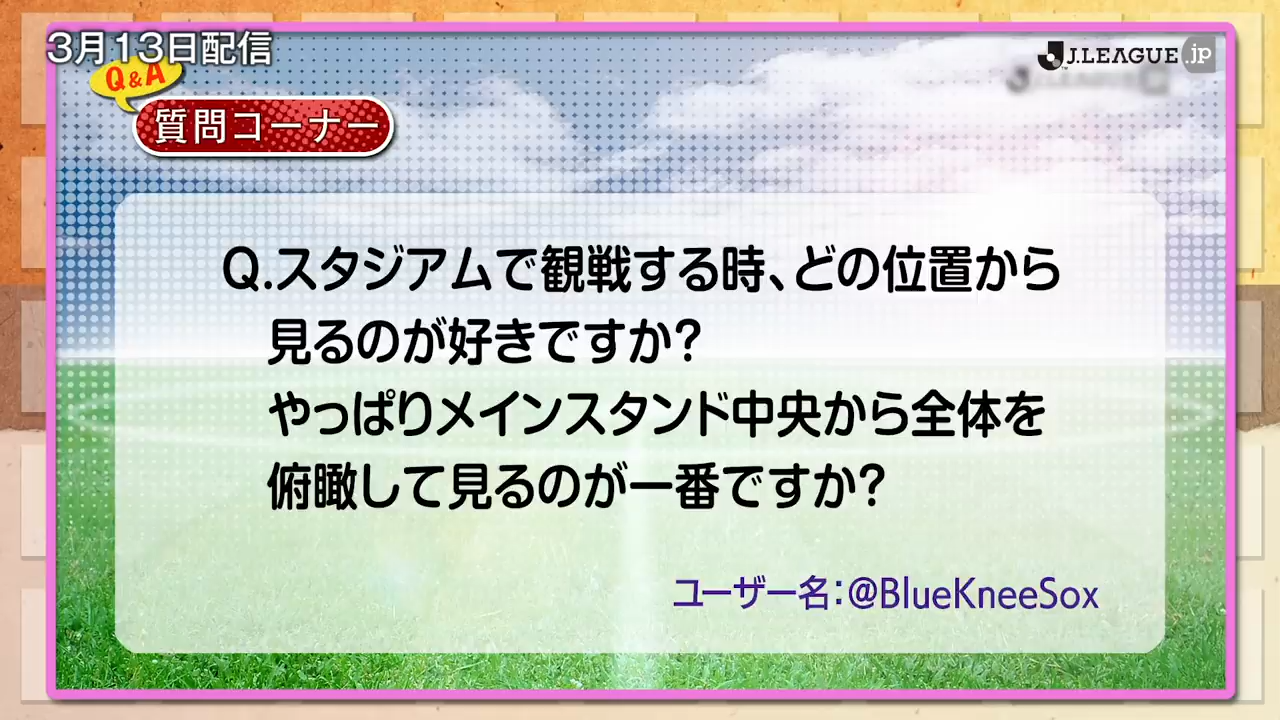 3月13日配信
J.LEAGUE.jp
Q&A
質問コーナー
Q.スタジアムで観戦する時、どの位置から
見るのが好きですか?
やっぱりメインスタンド中央から全体を
俯瞰して見るのが一番ですか?
ユーザー名:@BlueKneeSox